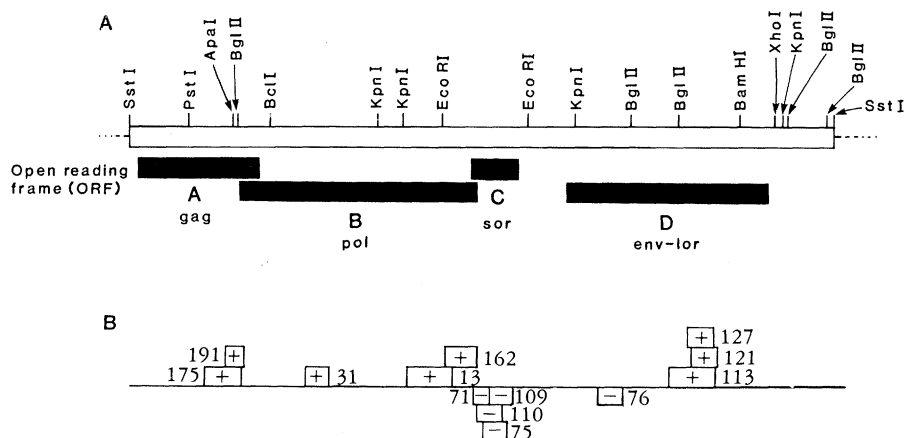 A
Sst I
Pst I
Apa I
Bgl II
Bcl I
Kpn I
Kpn I
Eco RI
Eco RI
Kpn I
Bgl II
Bgl II
Bam HI
Xho I
Kpn I
Bgl II
Bgl II
Sst I
Open reading
frame (ORF)
A
gag
B
pol
C
sor
D
env-lor
B
191 +
175 +
+ 31
+ 13
+ 162
71 −
− 109
− 110
− 75
− 76
+ 127
+ 121
+ 113